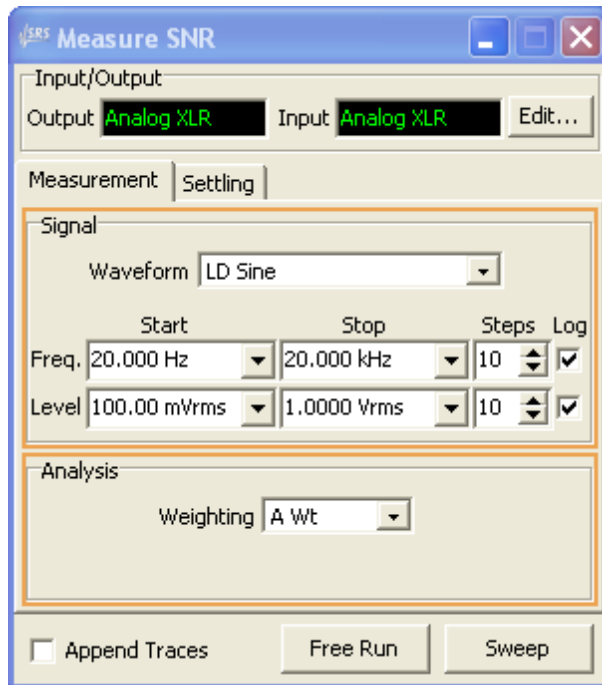 SRS Measure SNR
Input/Output
Output Analog XLR Input Analog XLR Edit...
Measurement Settling
Signal
Waveform LD Sine
Start Stop Steps Log
Freq. 20.000 Hz 20.000 kHz 10
Level 100.00 mVrms 1.0000 Vrms 10
Analysis
Weighting A Wt
Append Traces Free Run Sweep